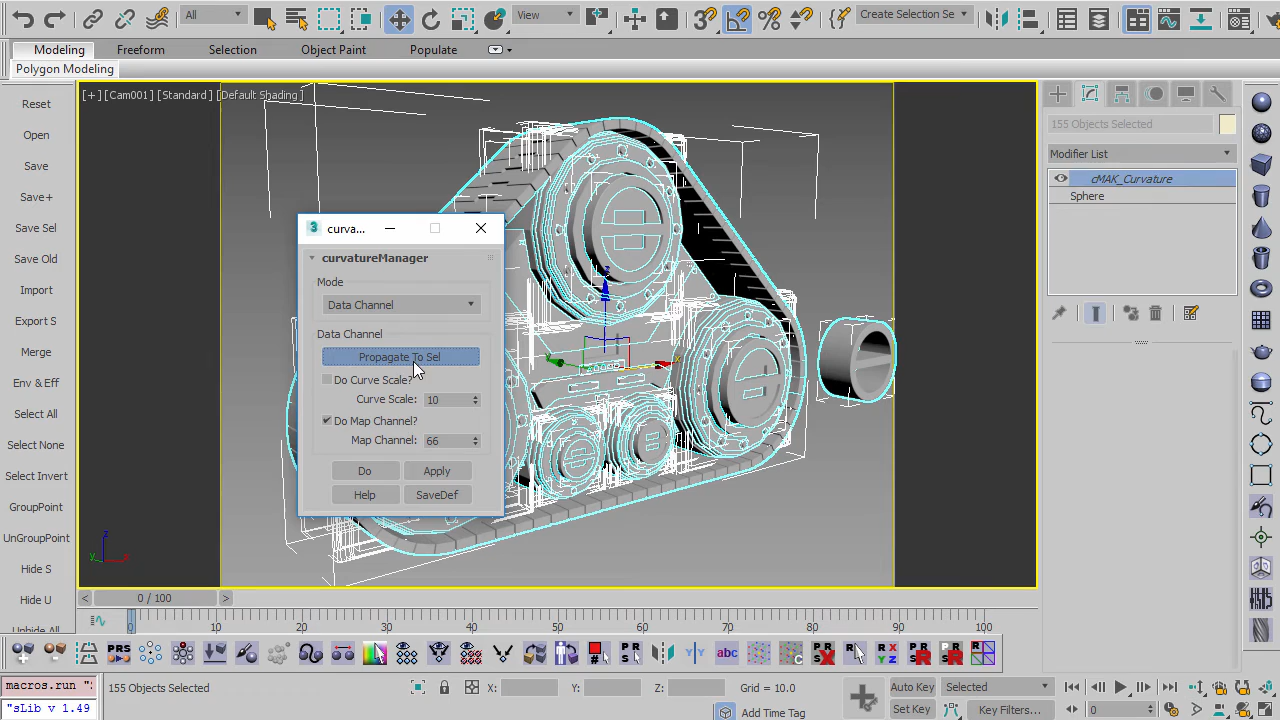 All
View
Create Selection Se
Modeling
Freeform
Selection
Object Paint
Populate
Polygon Modeling
Reset
Open
Save
Save+
Save Sel
Save Old
Import
Export S
Merge
Env & Eff
Select All
Select None
Select Invert
GroupPoint
UnGroupPoint
Hide S
Hide U
Unhide All
[+] [Cam001] [Standard] [Default Shading]
3 curva...
curvatureManager
Mode
Data Channel
Data Channel
Propagate To Sel
Do Curve Scale?
Curve Scale: 10
Do Map Channel?
Map Channel: 66
Do
Apply
Help
SaveDef
z
y
x
z
y
x
155 Objects Selected
Modifier List
cMAK_Curvature
Sphere
< 0 / 100 >
0 10 20 30 40 50 60 70 80 90 100
PRS
abc
macros.run "
"sLib v 1.49
155 Objects Selected
X:
Y:
Z:
Grid = 10.0
Add Time Tag
Auto Key
Selected
Set Key
Key Filters...
0